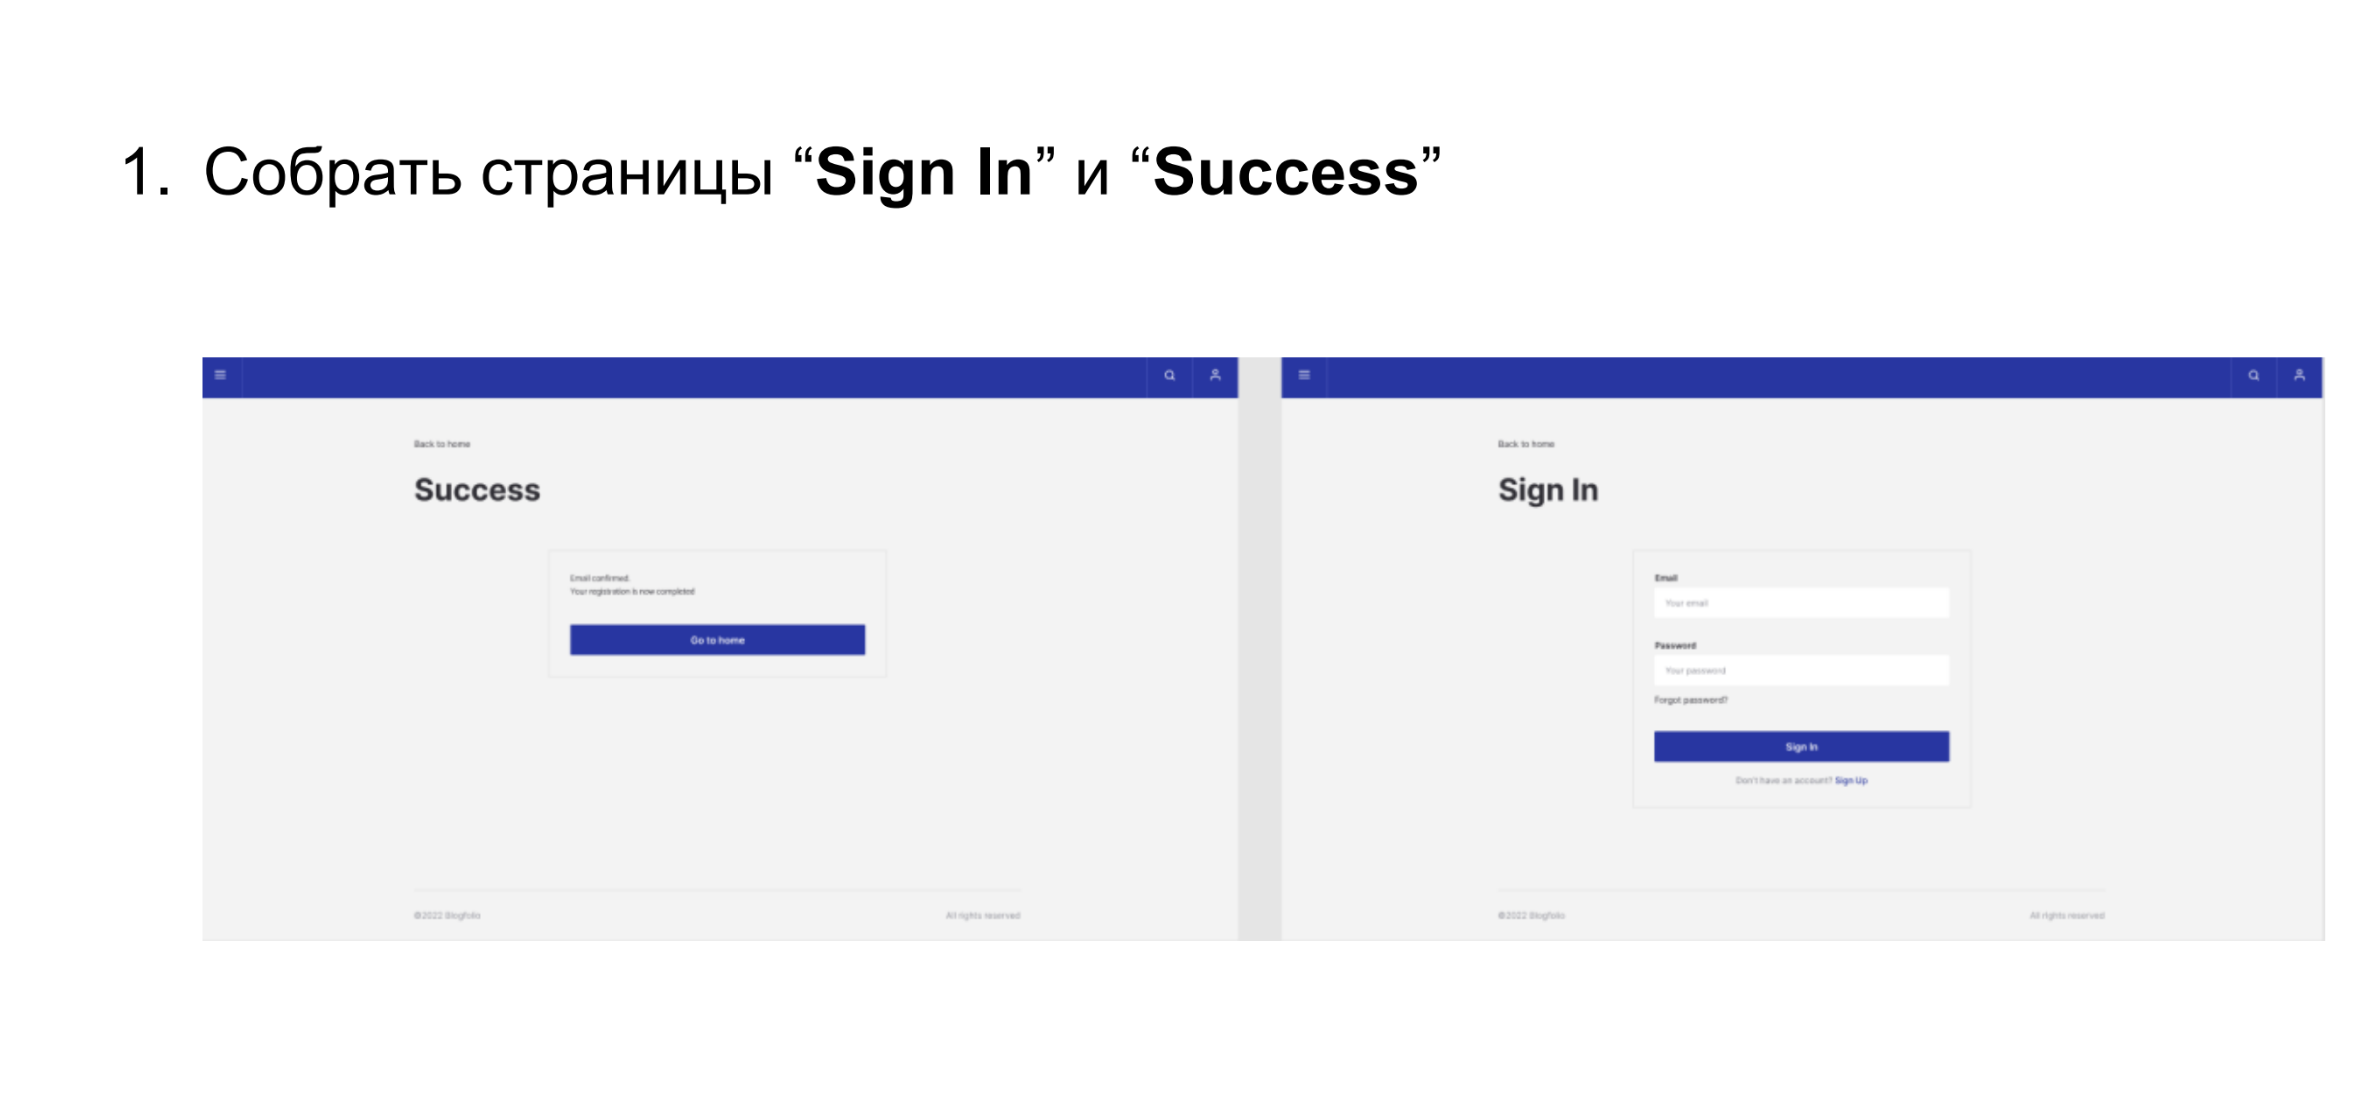 1. Собрать страницы “Sign In” и “Success”
Back to home
Success
Email confirmed.
Your registration is now completed
Go to home
©2022 Blogfolio
All rights reserved
Back to home
Sign In
Email
Your email
Password
Your password
Forgot password?
Sign In
Don't have an account? Sign Up
©2022 Blogfolio
All rights reserved